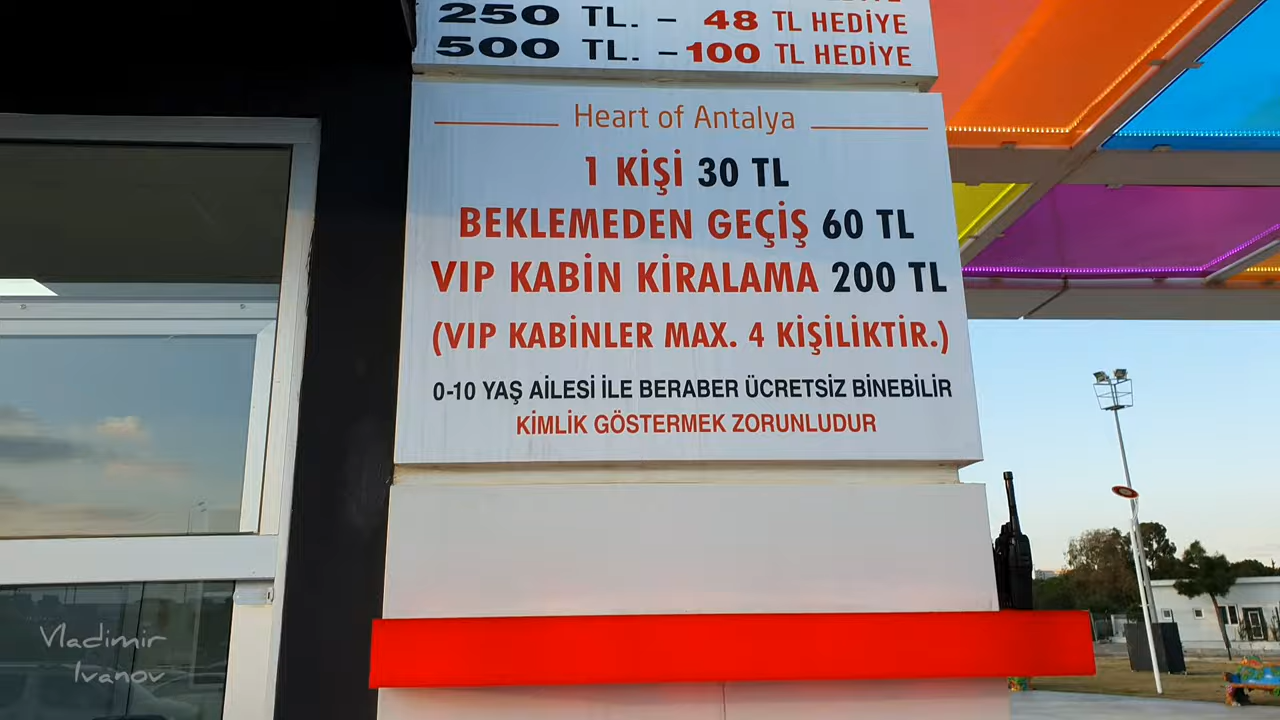 250 TL. – 48 TL HEDİYE
500 TL. – 100 TL HEDİYE
Heart of Antalya
1 KİŞİ 30 TL
BEKLEMEDEN GEÇİŞ 60 TL
VIP KABİN KİRALAMA 200 TL
(VIP KABİNLER MAX. 4 KİŞİLİKTİR.)
0-10 YAŞ AİLESİ İLE BERABER ÜCRETSİZ BİNEBİLİR
KİMLİK GÖSTERMEK ZORUNLUDUR
Vladimir
Ivanov